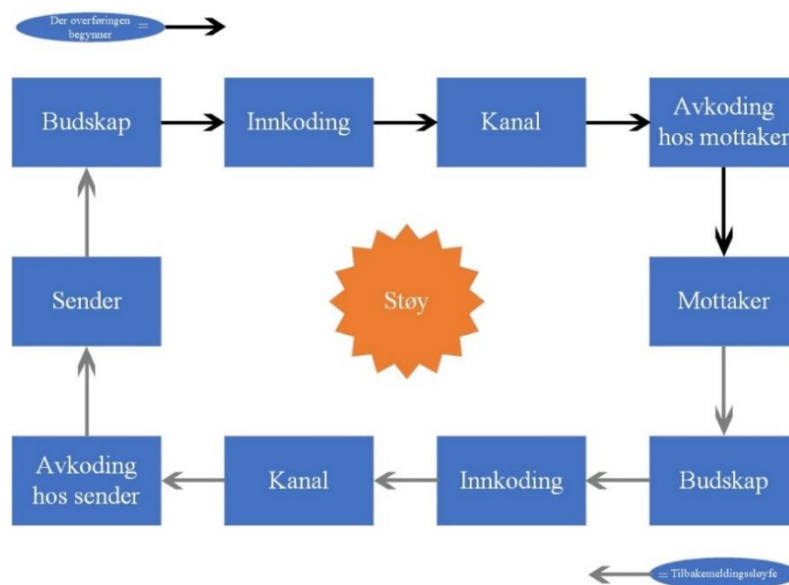 Der overføringen
begynner =
Budskap
Innkoding
Kanal
Avkoding
hos mottaker
Sender
Støy
Mottaker
Avkoding
hos sender
Kanal
Innkoding
Budskap
= Tilbakemeldingssløyfe